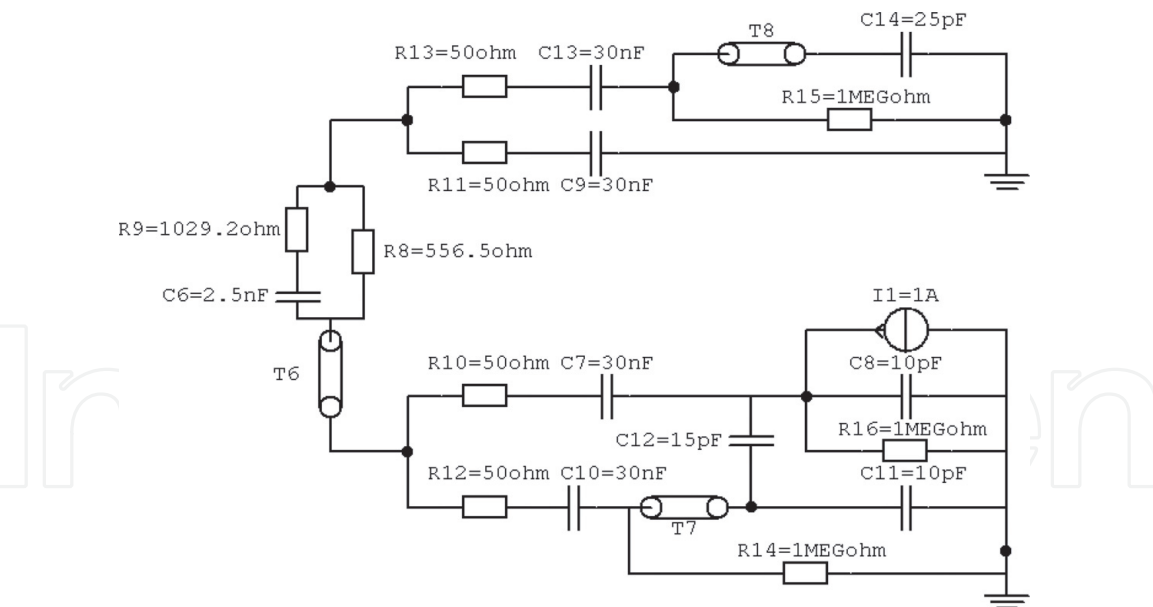 C14=25pF
T8
R13=50ohm C13=30nF
R15=1MEGohm
R11=50ohm C9=30nF
R9=1029.2ohm
R8=556.5ohm
C6=2.5nF
I1=1A
T6
R10=50ohm C7=30nF
C8=10pF
R16=1MEGohm
C12=15pF
R12=50ohm C10=30nF
C11=10pF
T7
R14=1MEGohm